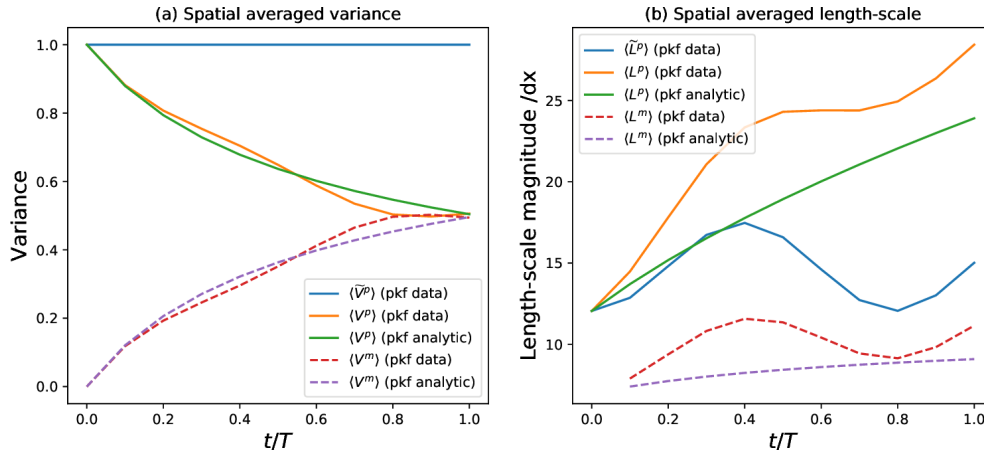 (a) Spatial averaged variance
1.0
0.8
0.6
0.4
0.2
0.0
Variance
0.0 0.2 0.4 0.6 0.8 1.0
t/T
⟨Ṽᵖ⟩ (pkf data)
⟨Vᵖ⟩ (pkf data)
⟨Vᵖ⟩ (pkf analytic)
⟨Vᵐ⟩ (pkf data)
⟨Vᵐ⟩ (pkf analytic)
(b) Spatial averaged length-scale
25
20
15
10
Length-scale magnitude /dx
0.0 0.2 0.4 0.6 0.8 1.0
t/T
⟨L̃ᵖ⟩ (pkf data)
⟨Lᵖ⟩ (pkf data)
⟨Lᵖ⟩ (pkf analytic)
⟨Lᵐ⟩ (pkf data)
⟨Lᵐ⟩ (pkf analytic)